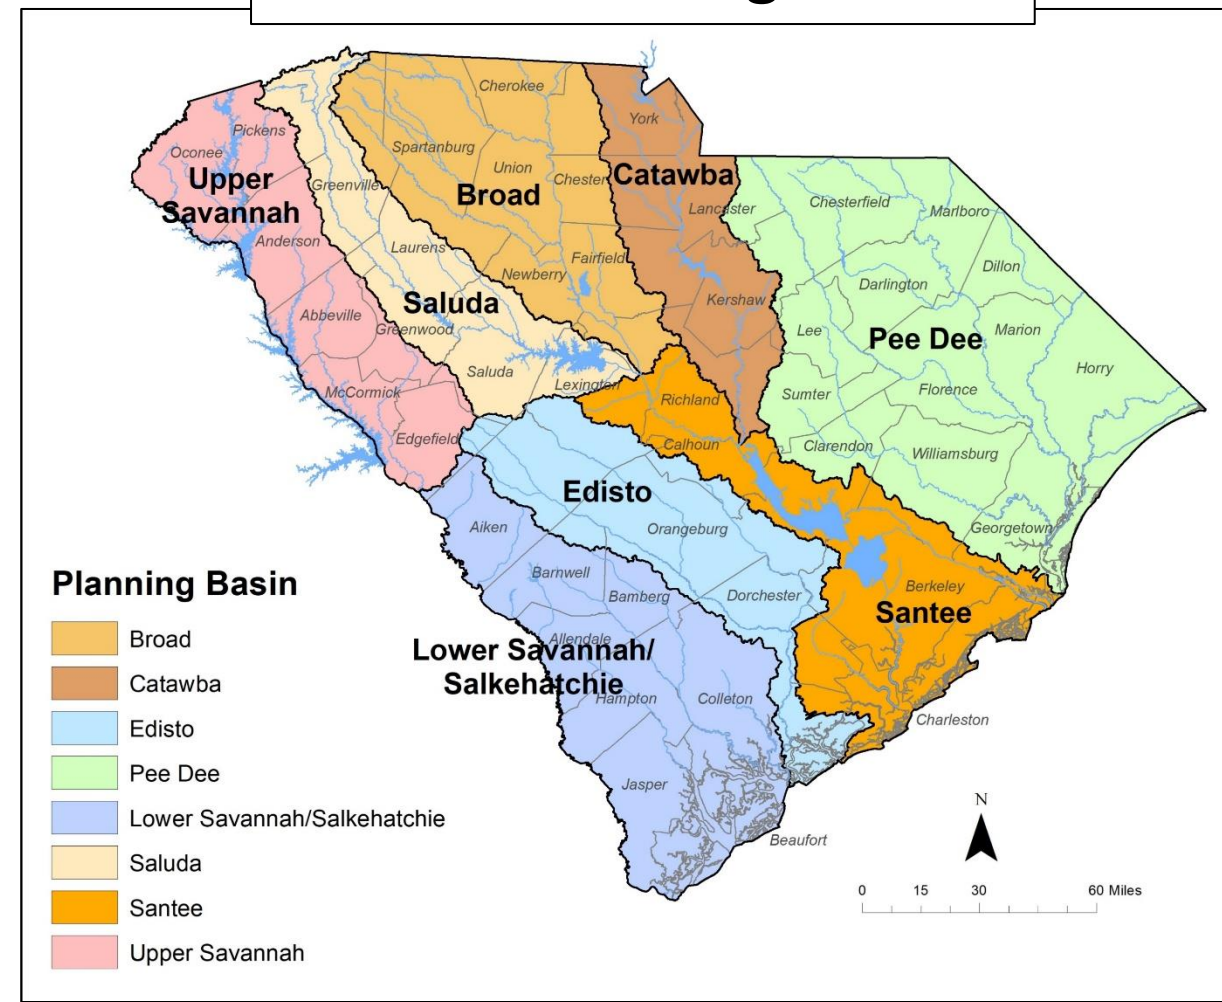 Cherokee
York
Pickens
Oconee
Spartanburg
Union
Chester
Catawba
Upper
Savannah
Greenville
Broad
Lancaster
Chesterfield
Marlboro
Anderson
Laurens
Newberry
Fairfield
Dillon
Darlington
Saluda
Kershaw
Abbeville
Greenwood
Lee
Pee Dee
Marion
Horry
Saluda
Lexington
McCormick
Richland
Sumter
Florence
Edgefield
Calhoun
Clarendon
Williamsburg
Edisto
Aiken
Orangeburg
Georgetown
Barnwell
Bamberg
Dorchester
Berkeley
Santee
Allendale
Lower Savannah/
Salkehatchie
Hampton
Colleton
Charleston
Jasper
Beaufort
Planning Basin
Broad
Catawba
Edisto
Pee Dee
Lower Savannah/Salkehatchie
Saluda
Santee
Upper Savannah
N
0 15 30 60 Miles